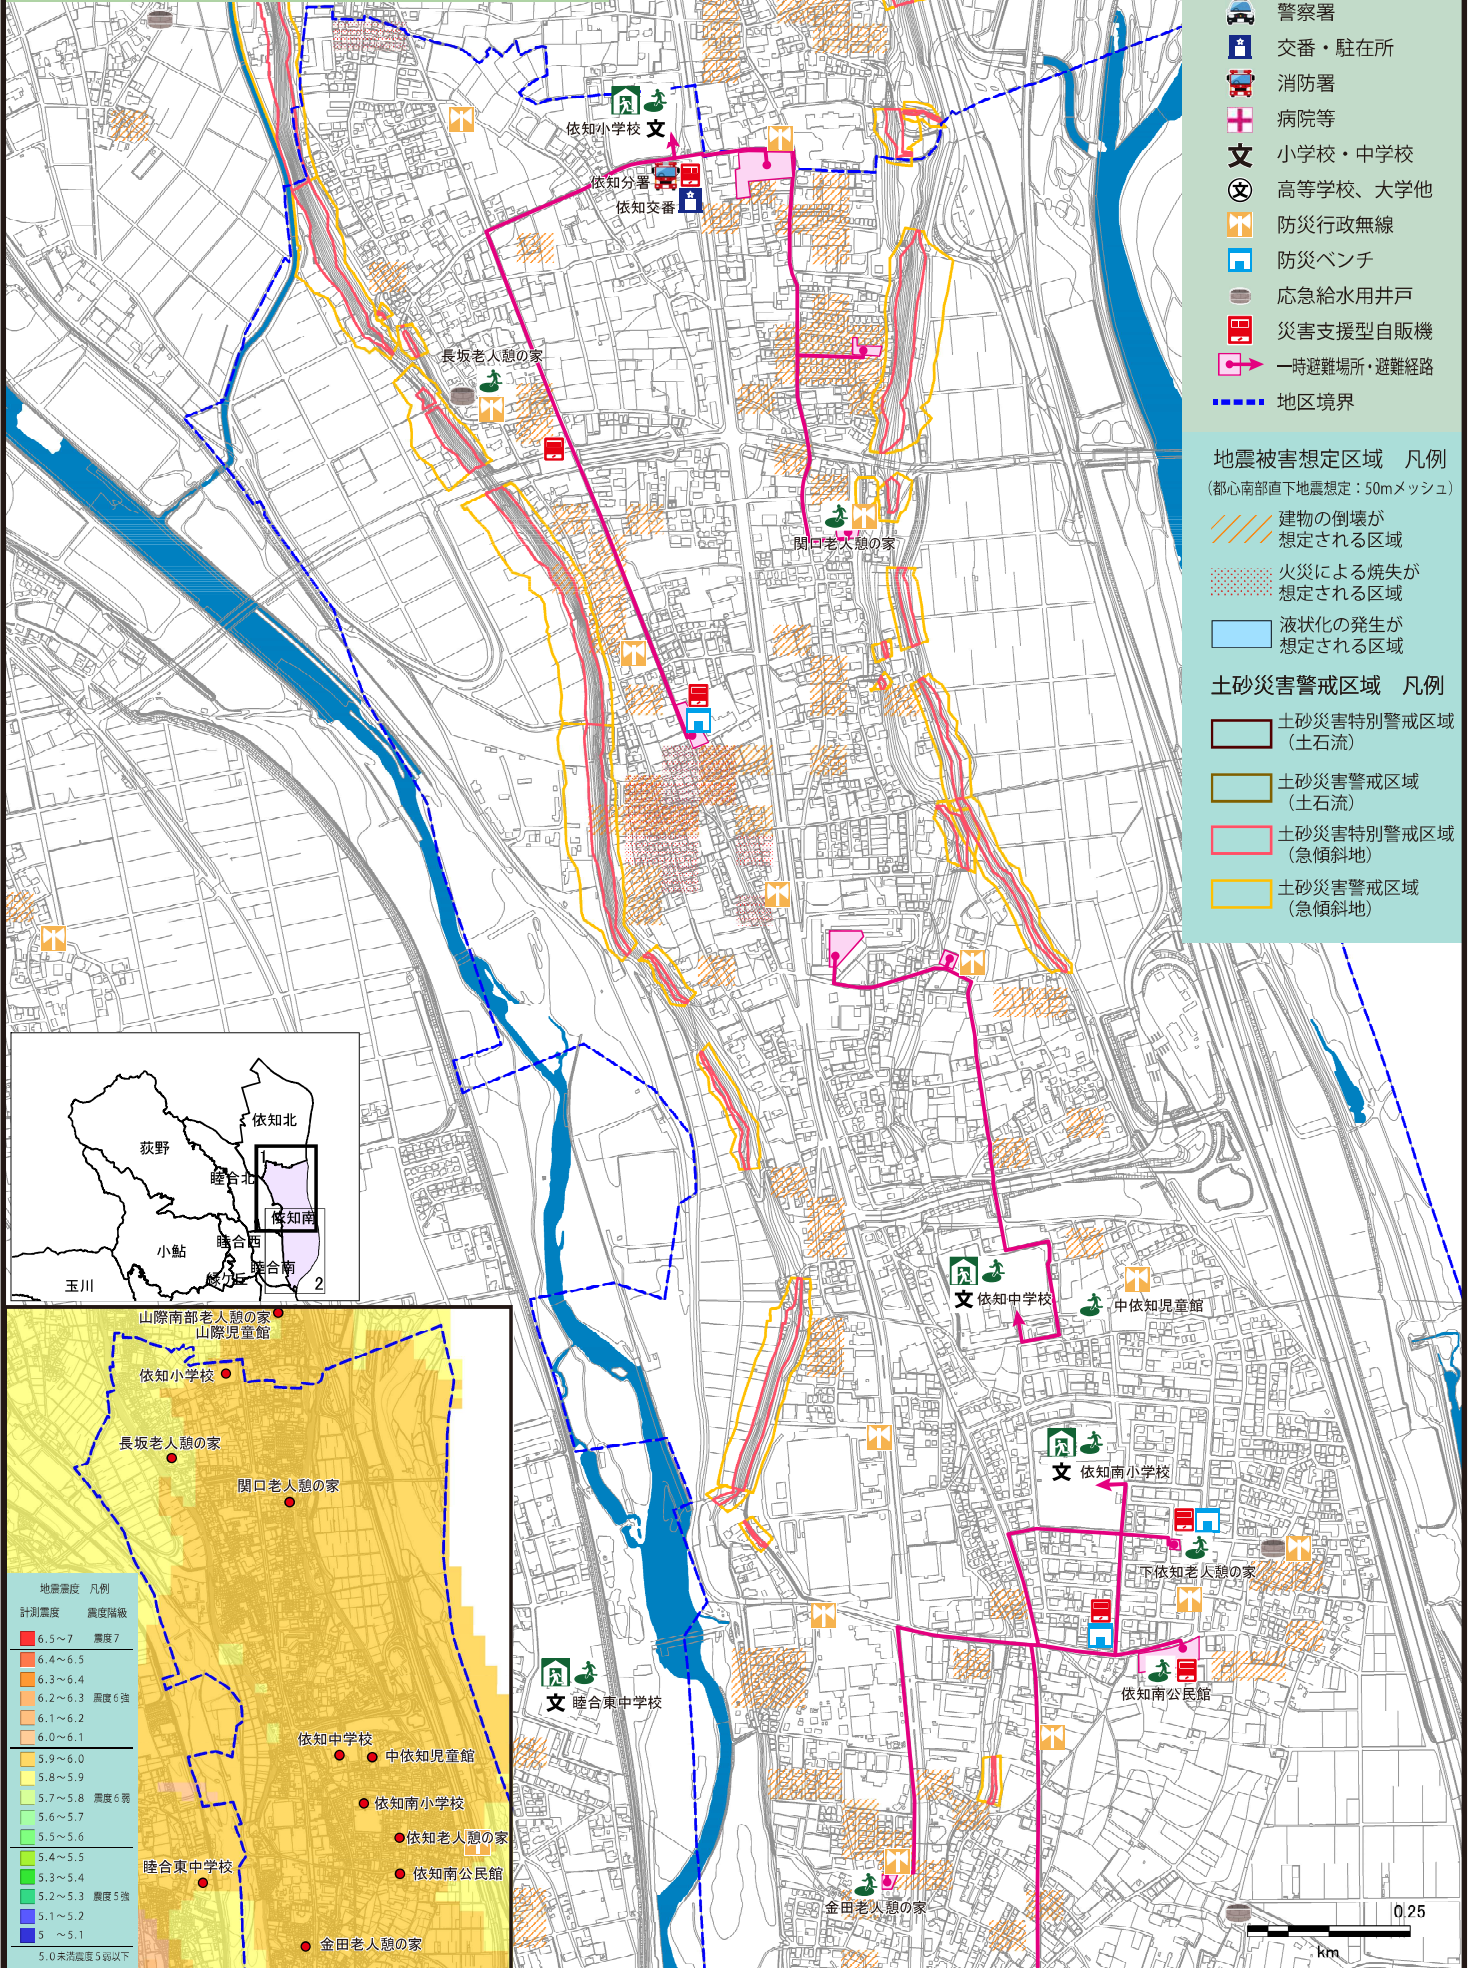 警察署
交番・駐在所
消防署
病院等
小学校・中学校
高等学校、大学他
防災行政無線
防災ベンチ
応急給水用井戸
災害支援型自販機
一時避難場所・避難経路
地区境界
地震被害想定区域　凡例
（都心南部直下地震想定：50mメッシュ）
建物の倒壊が
想定される区域
火災による焼失が
想定される区域
液状化の発生が
想定される区域
土砂災害警戒区域　凡例
土砂災害特別警戒区域
（土石流）
土砂災害警戒区域
（土石流）
土砂災害特別警戒区域
（急傾斜地）
土砂災害警戒区域
（急傾斜地）
依知小学校
文
依知分署
依知交番
長坂老人憩の家
関口老人憩の家
文
依知中学校
中依知児童館
文
依知南小学校
下依知老人憩の家
依知南公民館
文
睦合東中学校
金田老人憩の家
0.25
km
依知北
荻野
1
睦合北
依知南
睦合西
小鮎
睦合南
緑ケ丘
玉川
2
山際南部老人憩の家
山際児童館
依知小学校
長坂老人憩の家
関口老人憩の家
依知中学校
中依知児童館
依知南小学校
依知老人憩の家
依知南公民館
睦合東中学校
金田老人憩の家
地震震度　凡例
計測震度　震度階級
6.5～7　震度7
6.4～6.5
6.3～6.4
6.2～6.3　震度6強
6.1～6.2
6.0～6.1
5.9～6.0
5.8～5.9
5.7～5.8　震度6弱
5.6～5.7
5.5～5.6
5.4～5.5
5.3～5.4
5.2～5.3　震度5強
5.1～5.2
5　～5.1
5.0未満震度5弱以下